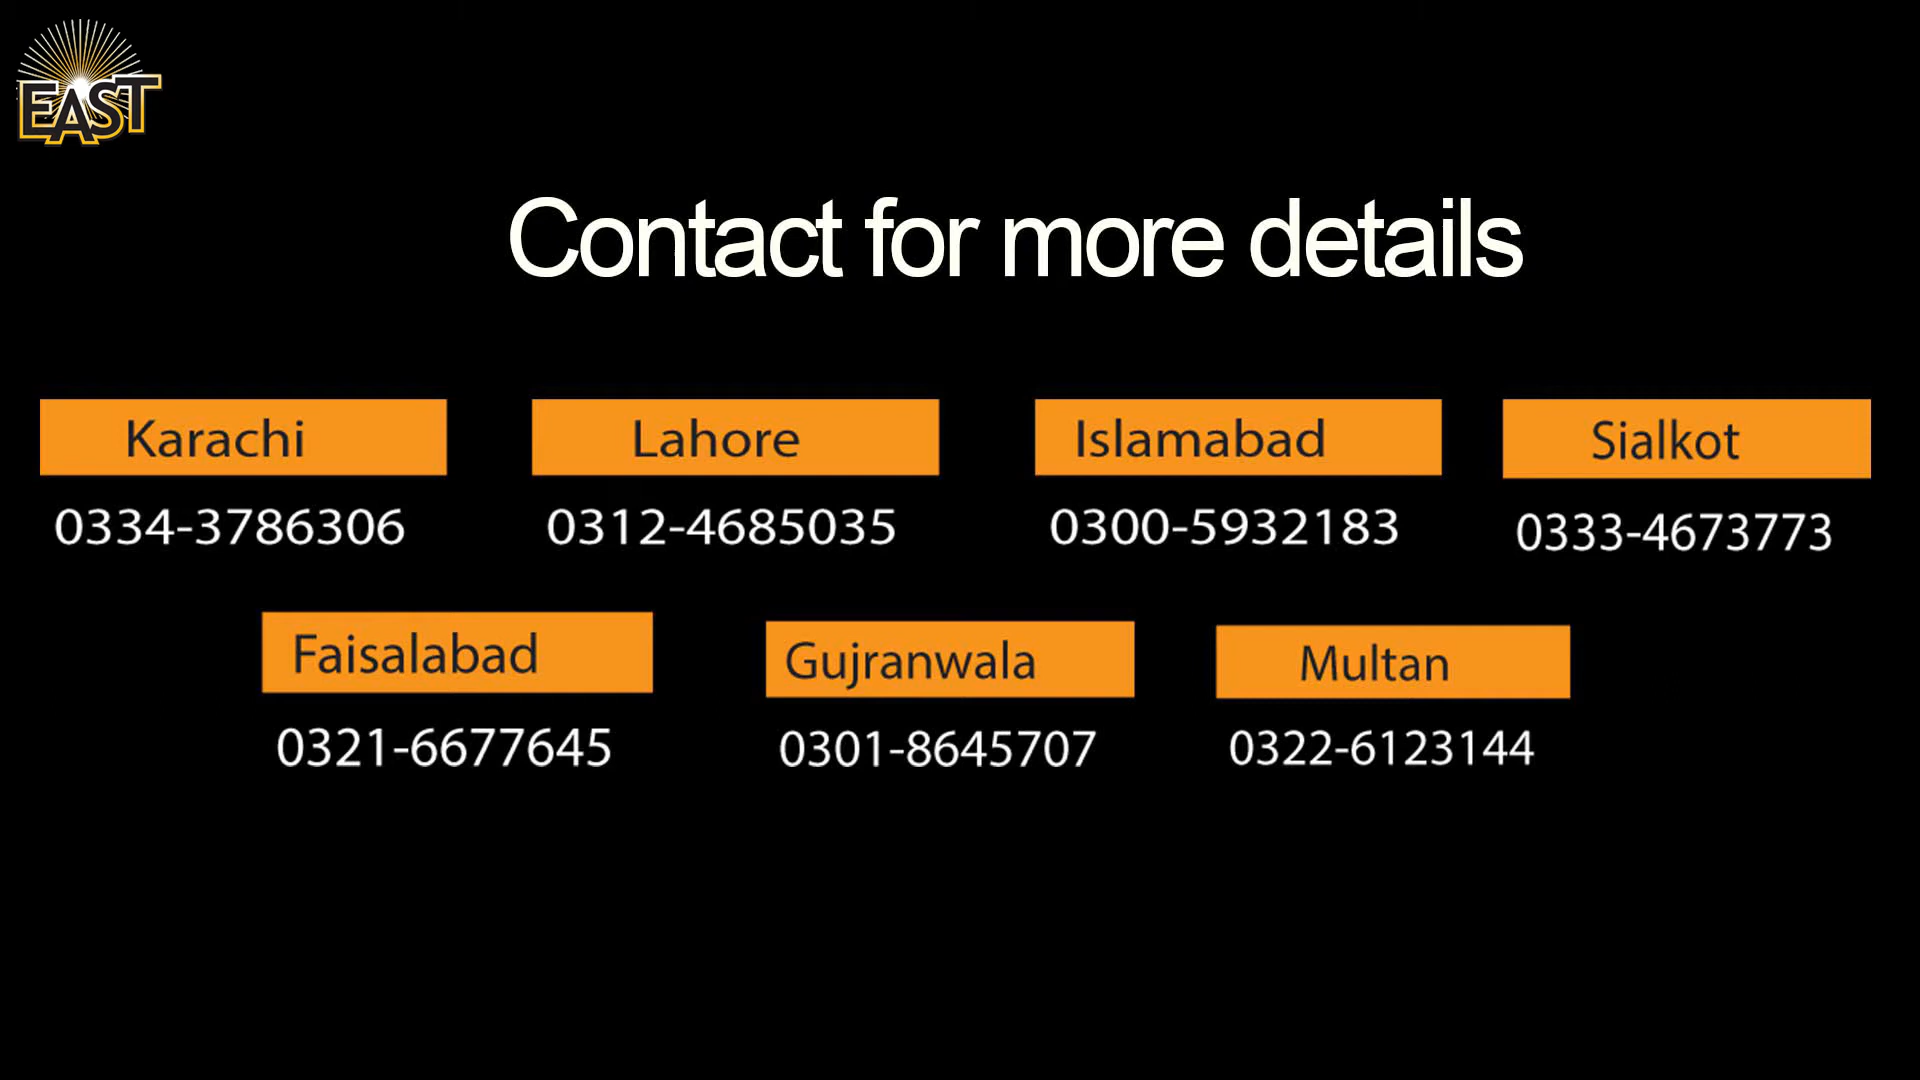 EAST
Contact for more details
Karachi
Lahore
Islamabad
Sialkot
0334-3786306
0312-4685035
0300-5932183
0333-4673773
Faisalabad
Gujranwala
Multan
0321-6677645
0301-8645707
0322-6123144